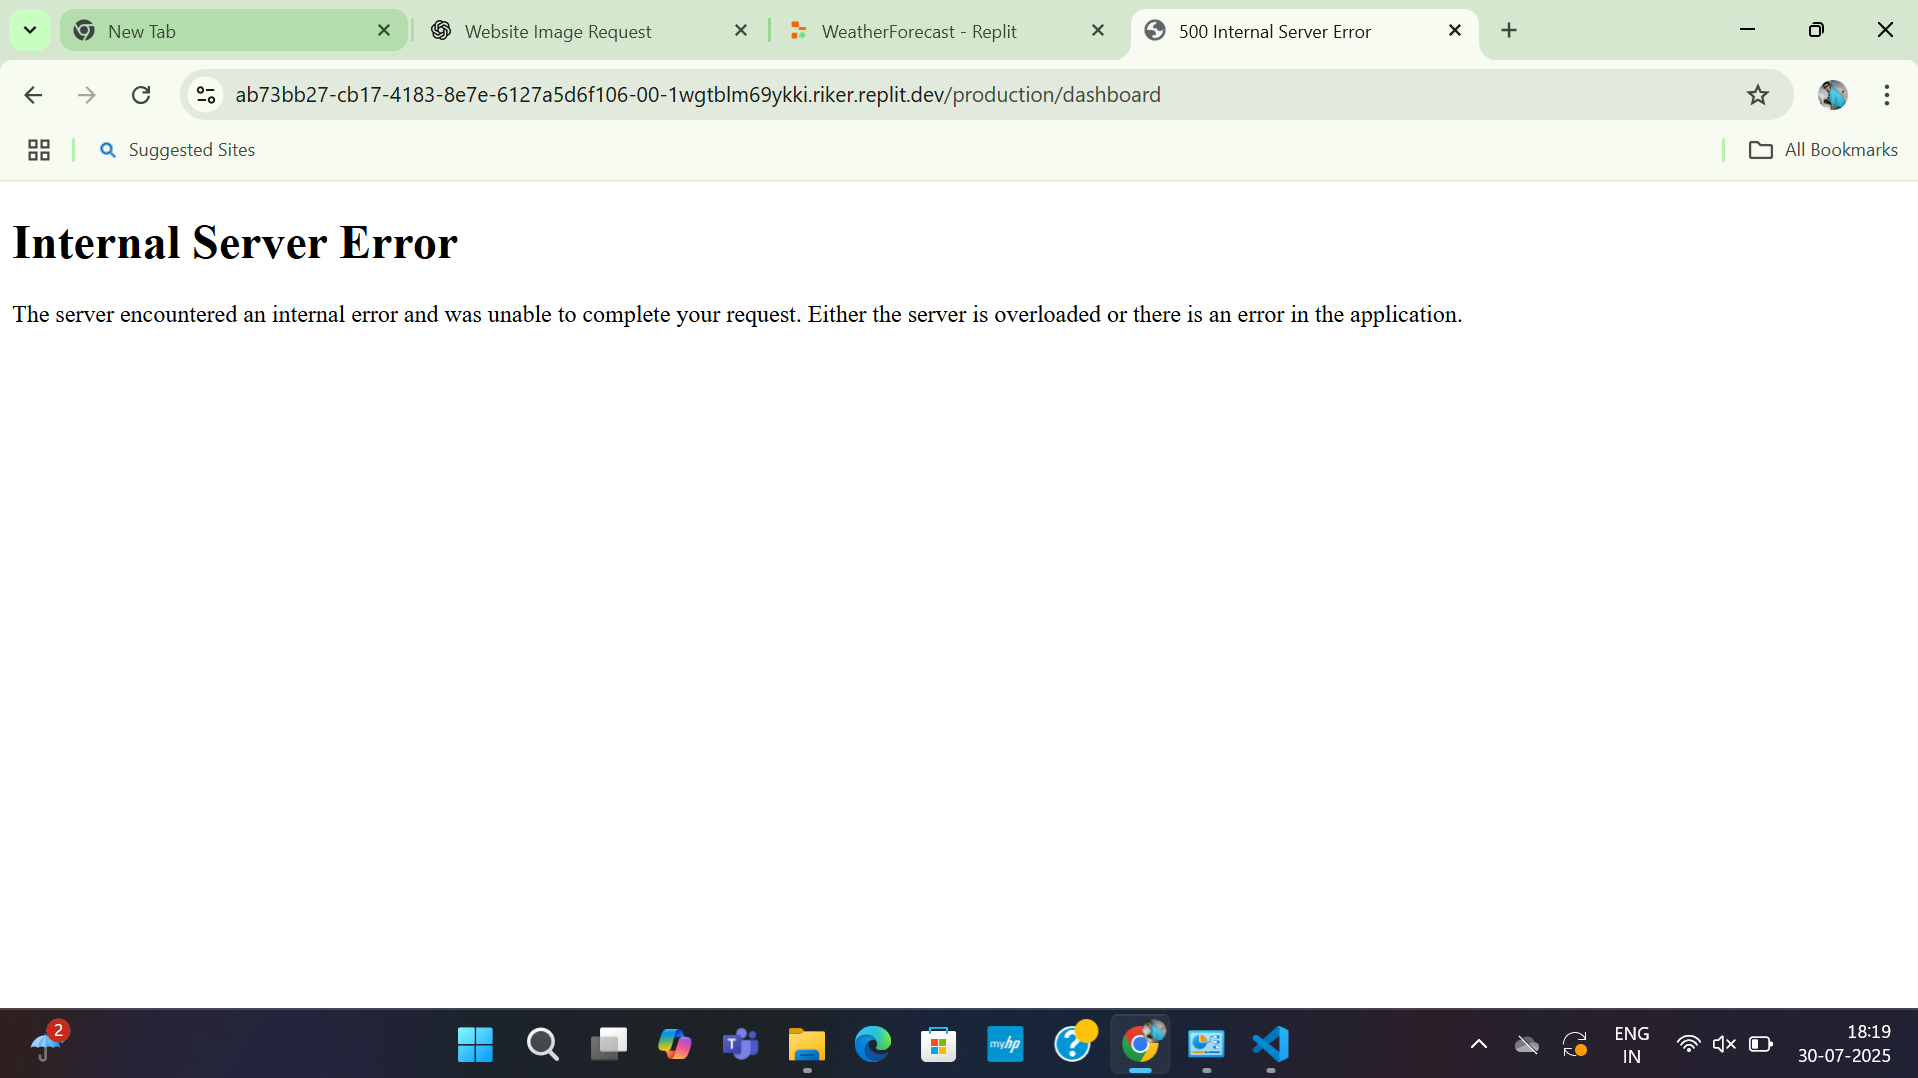 New Tab
Website Image Request
WeatherForecast - Replit
500 Internal Server Error
ab73bb27-cb17-4183-8e7e-6127a5d6f106-00-1wgtblm69ykki.riker.replit.dev/production/dashboard
Suggested Sites
All Bookmarks
Internal Server Error
The server encountered an internal error and was unable to complete your request. Either the server is overloaded or there is an error in the application.
2
T
myhp
?
ENG
IN
18:19
30-07-2025